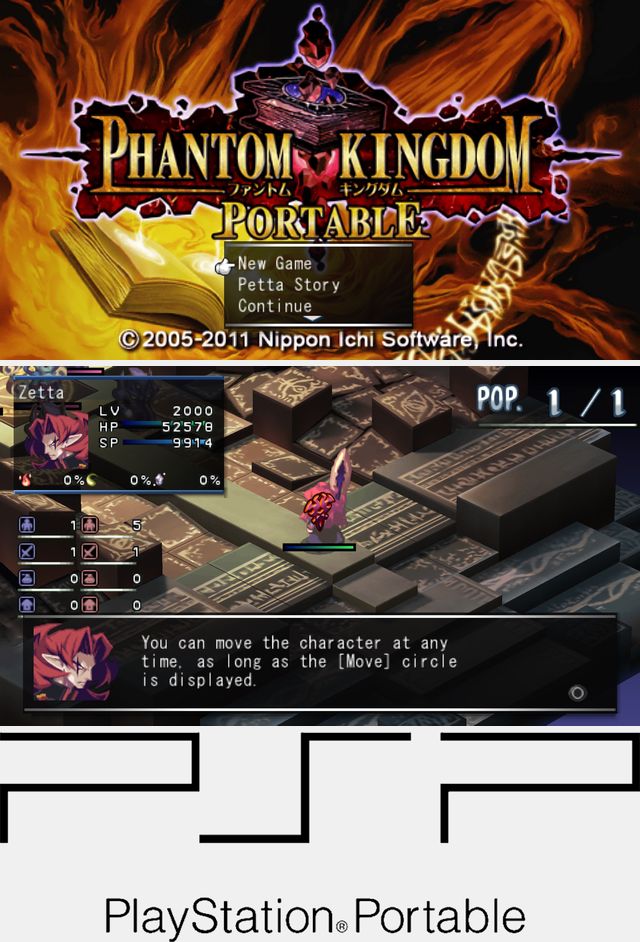 PHANTOM KINGDOM
ファントム キングダム
PORTABLE
New Game
Petta Story
Continue
©2005-2011 Nippon Ichi Software, Inc.
Zetta
LV 2000
HP 52578
SP 9914
0% 0% 0%
POP. 1 / 1
1 5
1 1
0 0
0 0
You can move the character at any
time, as long as the [Move] circle
is displayed.
PSP
PlayStation®Portable